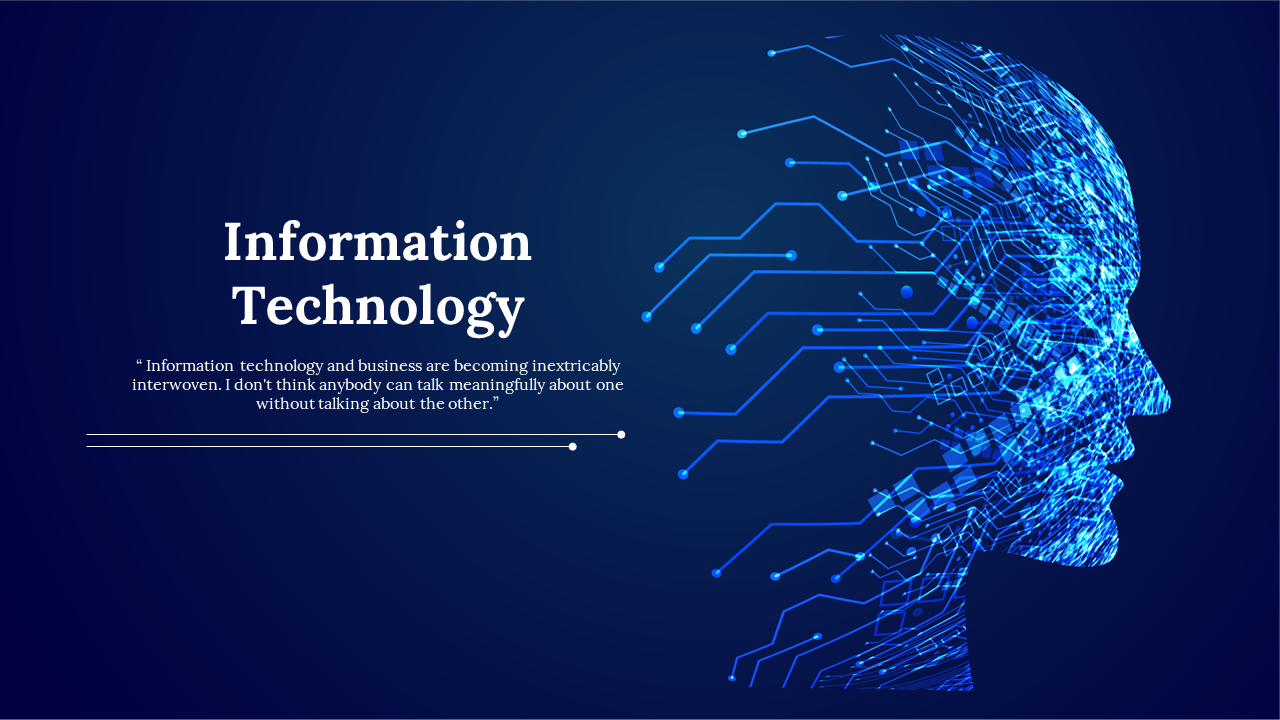 Information
Technology
“ Information technology and business are becoming inextricably
interwoven. I don't think anybody can talk meaningfully about one
without talking about the other.”